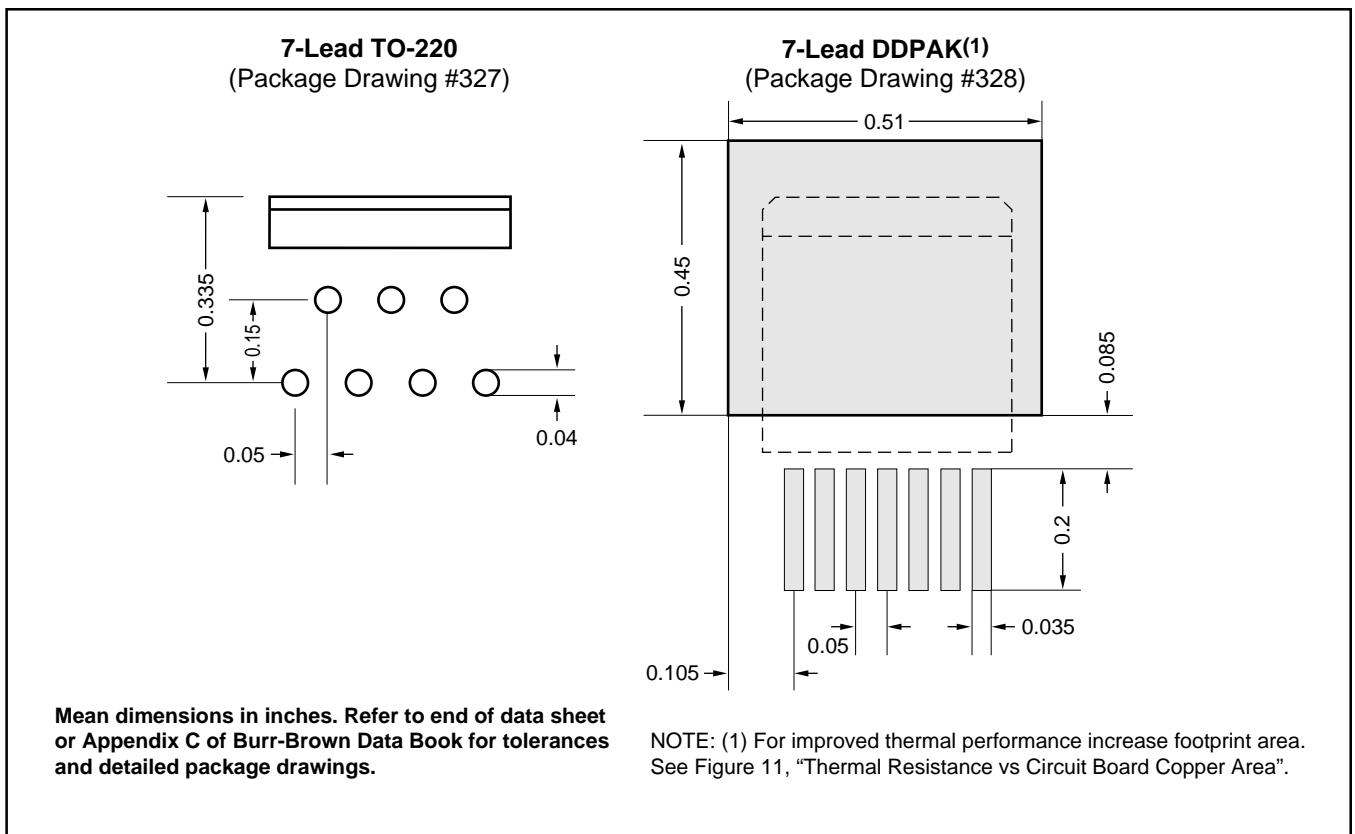 7-Lead TO-220
(Package Drawing #327)
0.335
0.15
0.05
0.04
Mean dimensions in inches. Refer to end of data sheet
or Appendix C of Burr-Brown Data Book for tolerances
and detailed package drawings.
7-Lead DDPAK(1)
(Package Drawing #328)
0.51
0.45
0.085
0.2
0.05
0.035
0.105
NOTE: (1) For improved thermal performance increase footprint area.
See Figure 11, “Thermal Resistance vs Circuit Board Copper Area”.